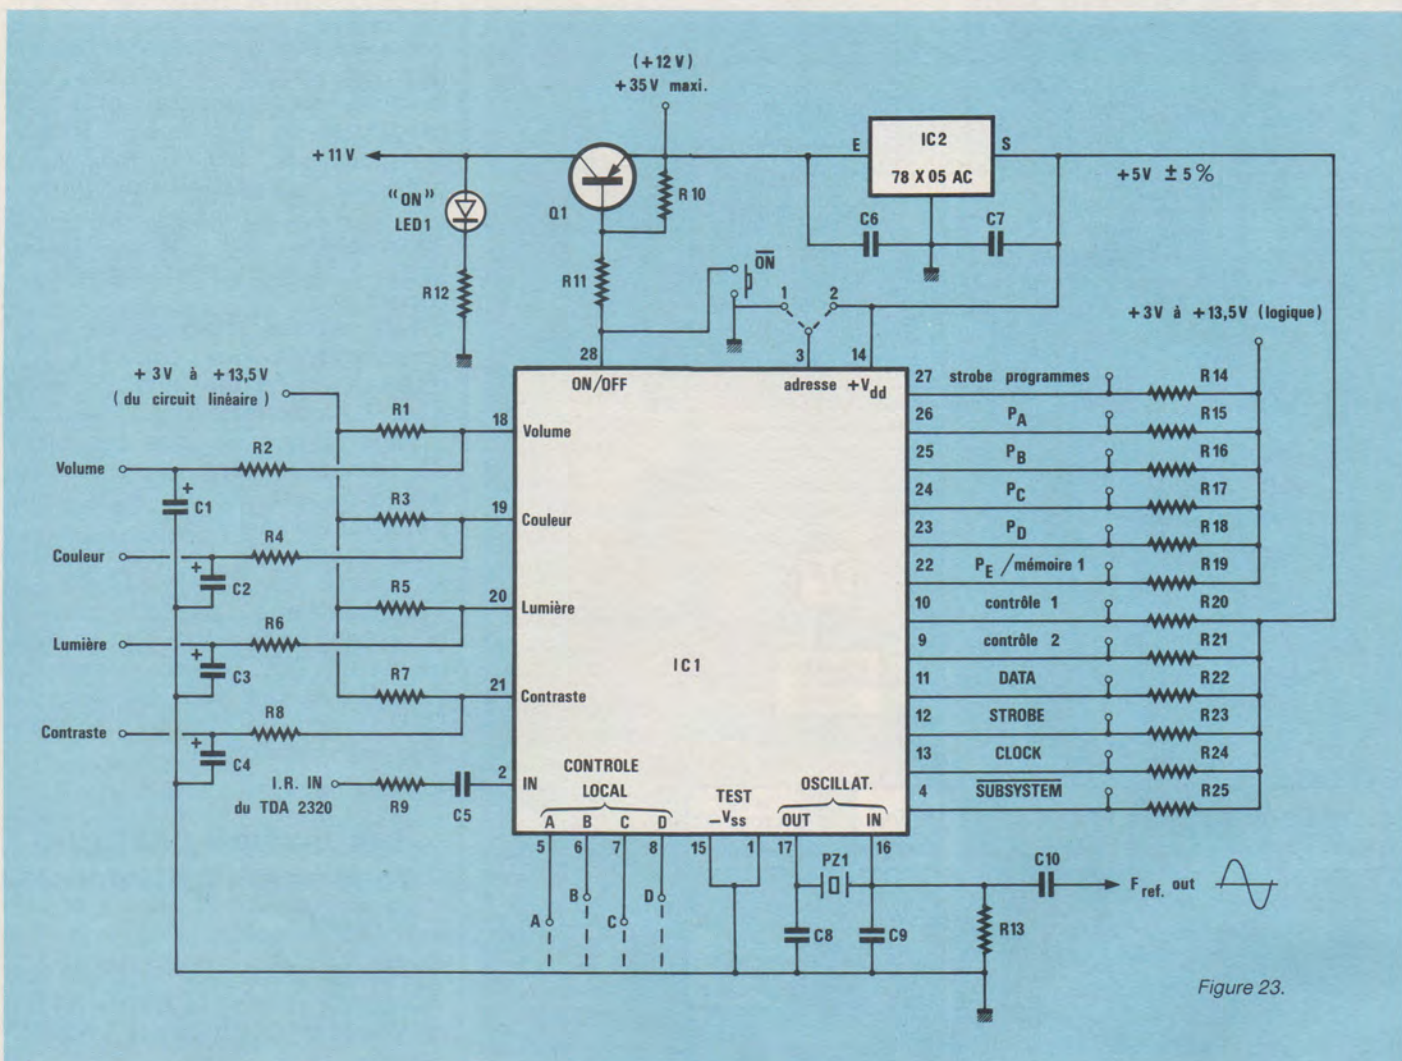 (+12 V)
+35 V maxi.
+ 11 V
E
IC2
78 X 05 AC
S
+5V ± 5 %
"ON"
LED1
Q1
R 10
C6
C7
R12
R11
ON
1
2
+3V à +13,5V (logique)
28
3
14
ON/OFF
adresse
+Vdd
+ 3V à +13,5V
( du circuit linéaire )
27 strobe programmes R14
26 PA R15
25 PB R16
24 PC R17
23 PD R18
22 PE / mémoire 1 R19
10 contrôle 1 R20
9 contrôle 2 R21
11 DATA R22
12 STROBE R23
13 CLOCK R24
4 SUBSYSTEM R25
R1
18
Volume
Volume
R2
+
C1
R3
19
Couleur
Couleur
R4
+
C2
R5
20
Lumière
Lumière
R6
+
C3
IC1
R7
21
Contraste
Contraste
R8
+
C4
I.R. IN
du TDA 2320
R9
C5
2
IN
CONTROLE
LOCAL
A B C D
TEST
–Vss
OSCILLAT.
OUT IN
5 6 7 8 15 1 17 16
PZ1
C10
Fref. out
A
B
C
D
C8
C9
R13
Figure 23.